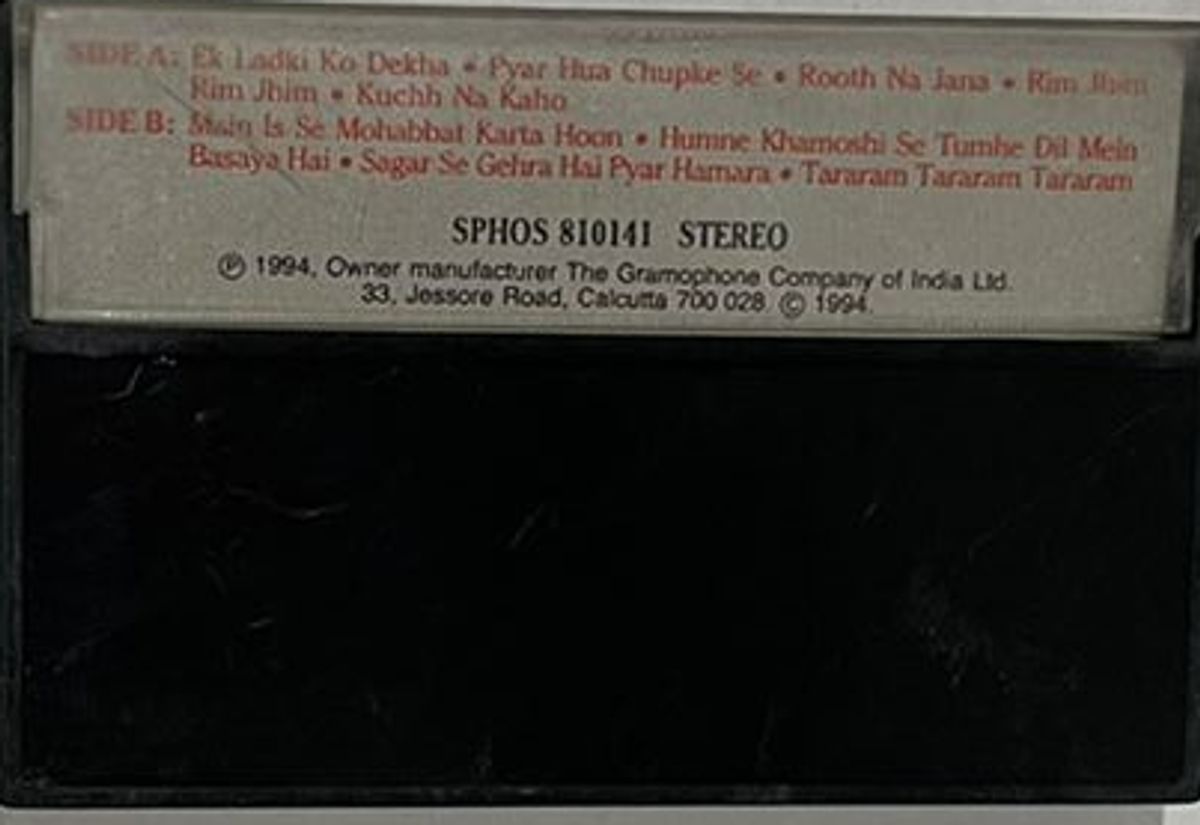 SIDE A: Ek Ladki Ko Dekha • Pyar Hua Chupke Se • Rooth Na Jana • Rim Jhim
Rim Jhim • Kuchh Na Kaho
SIDE B: Main Is Se Mohabbat Karta Hoon • Humne Khamoshi Se Tumhe Dil Mein
Basaya Hai • Sagar Se Gehra Hai Pyar Hamara • Tararam Tararam Tararam
SPHOS 810141 STEREO
℗ 1994, Owner manufacturer The Gramophone Company of India Ltd.
33, Jessore Road, Calcutta 700 028 © 1994.